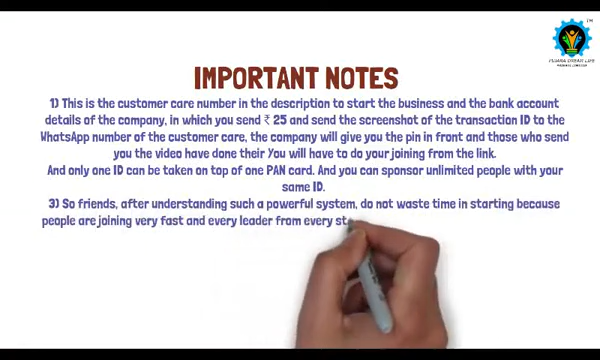 TM
IMPORTANT NOTES
1) This is the customer care number in the description to start the business and the bank account
details of the company, in which you send ₹ 25 and send the screenshot of the transaction ID to the
WhatsApp number of the customer care, the company will give you the pin in front and those who send
you the video have done their You will have to do your joining from the link.
And only one ID can be taken on top of one PAN card. And you can sponsor unlimited people with your
same ID.
3) So friends, after understanding such a powerful system, do not waste time in starting because
people are joining very fast and every leader from every st